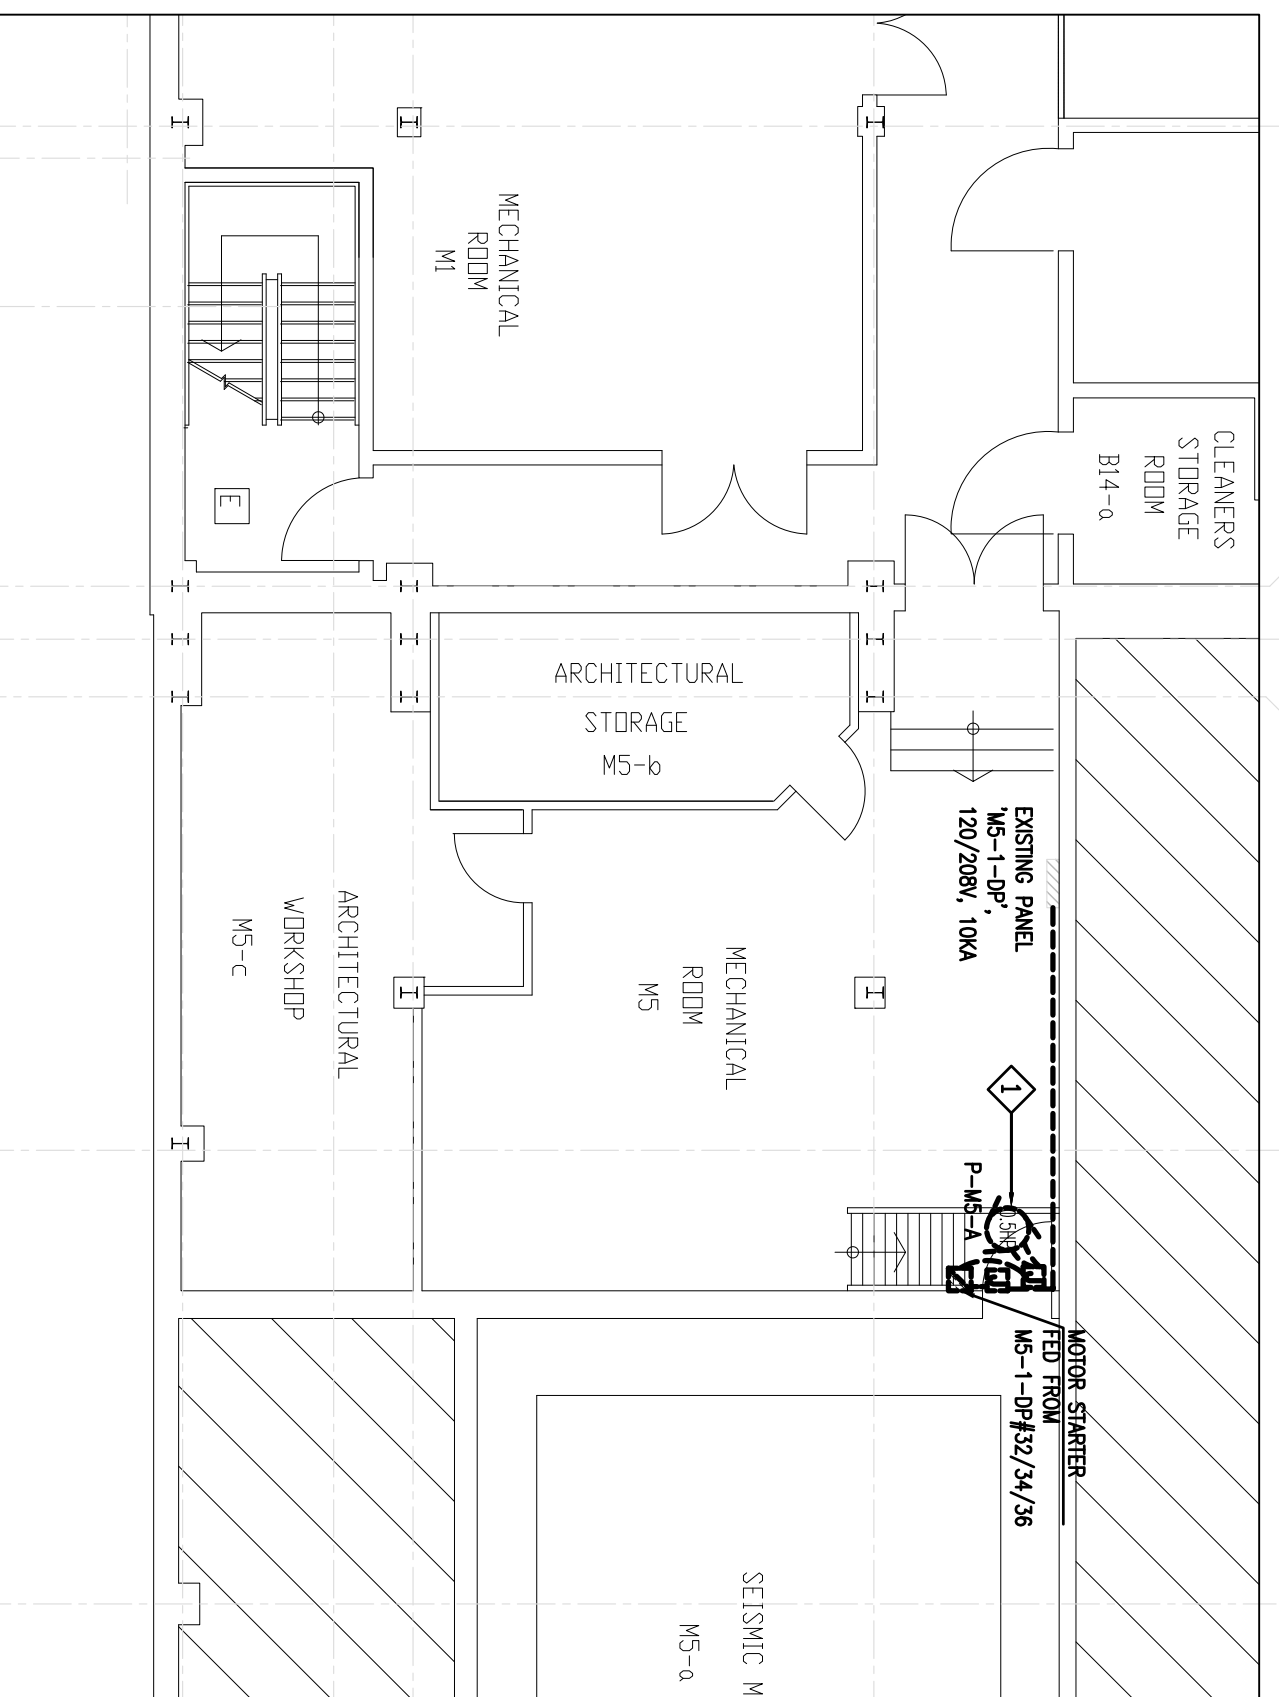 MECHANICAL
ROOM
M1
CLEANERS
STORAGE
ROOM
B14-a
E
ARCHITECTURAL
STORAGE
M5-b
EXISTING PANEL
'M5-1-DP',
120/208V, 10KA
ARCHITECTURAL
WORKSHOP
M5-c
MECHANICAL
ROOM
M5
1
P-M5-A
0.5HP
MOTOR STARTER
FED FROM
M5-1-DP#32/34/36
SEISMIC M
M5-a